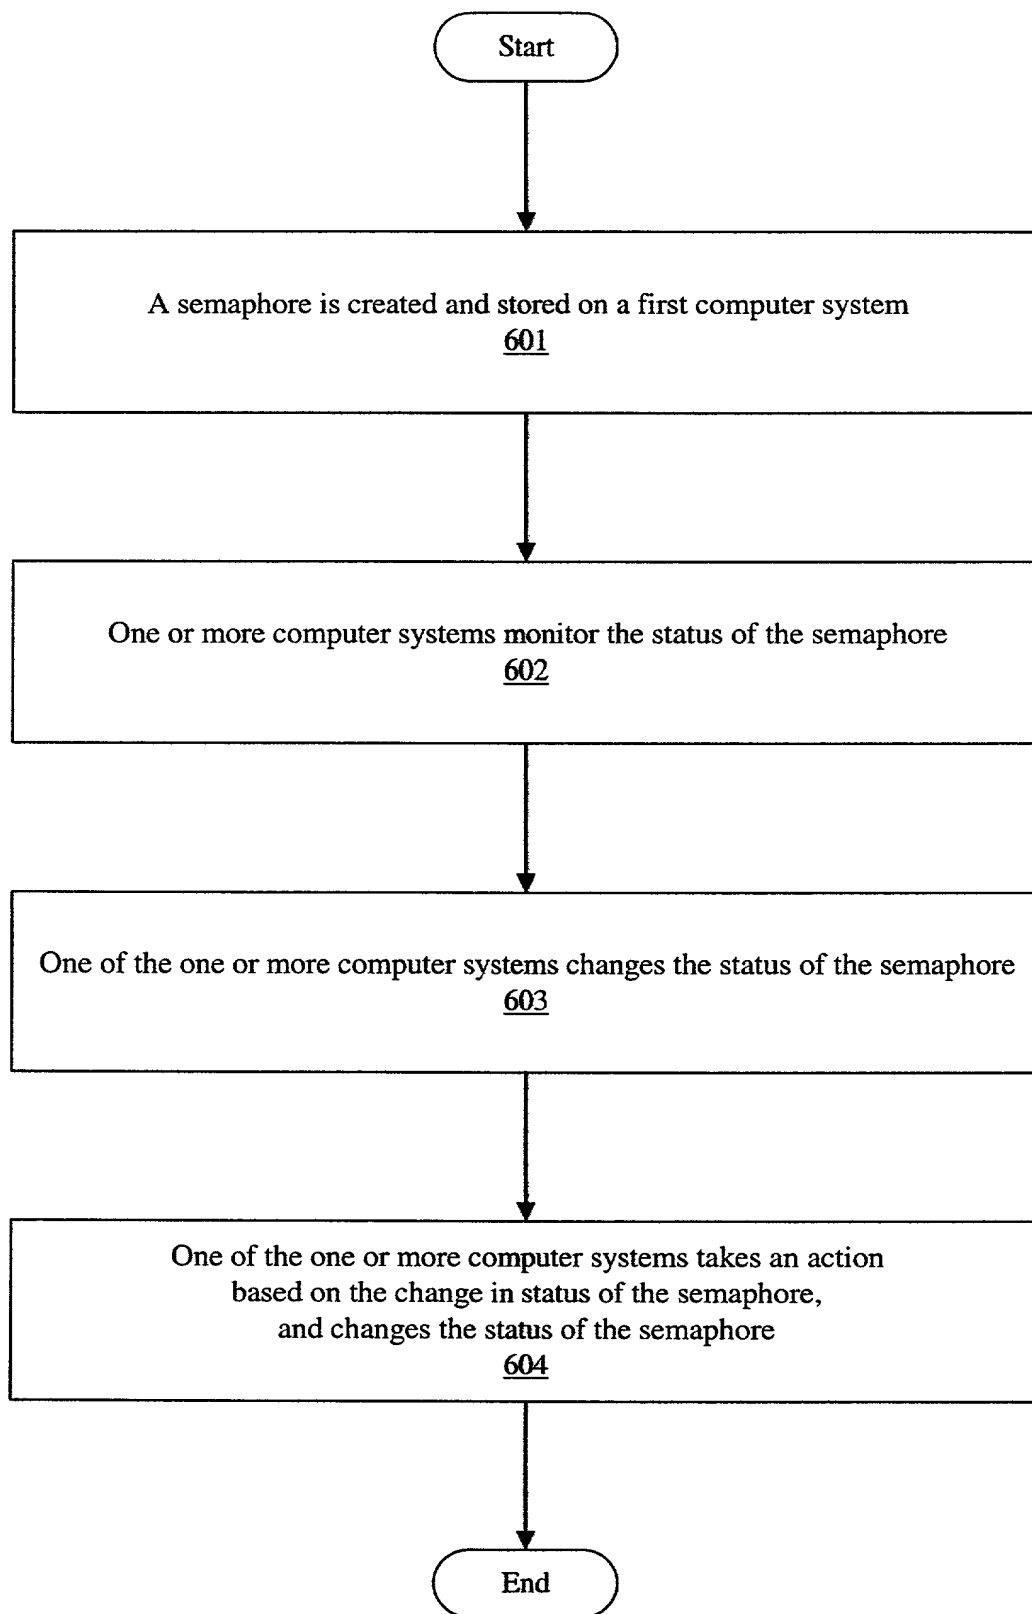 Start
A semaphore is created and stored on a first computer system
601
One or more computer systems monitor the status of the semaphore
602
One of the one or more computer systems changes the status of the semaphore
603
One of the one or more computer systems takes an action
based on the change in status of the semaphore,
and changes the status of the semaphore
604
End